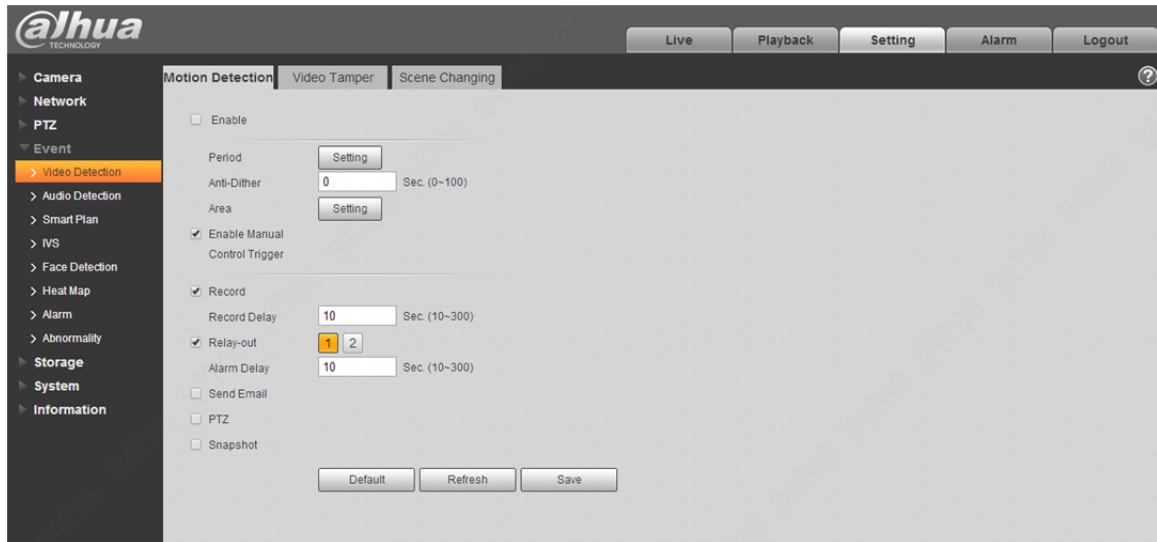 alhua
TECHNOLOGY
Live Playback Setting Alarm Logout
Camera
Network
PTZ
Event
Video Detection
Audio Detection
Smart Plan
IVS
Face Detection
Heat Map
Alarm
Abnormality
Storage
System
Information
Motion Detection Video Tamper Scene Changing ?
Enable
Period Setting
Anti-Dither 0 Sec. (0~100)
Area Setting
Enable Manual
Control Trigger
Record
Record Delay 10 Sec. (10~300)
Relay-out 1 2
Alarm Delay 10 Sec. (10~300)
Send Email
PTZ
Snapshot
Default Refresh Save